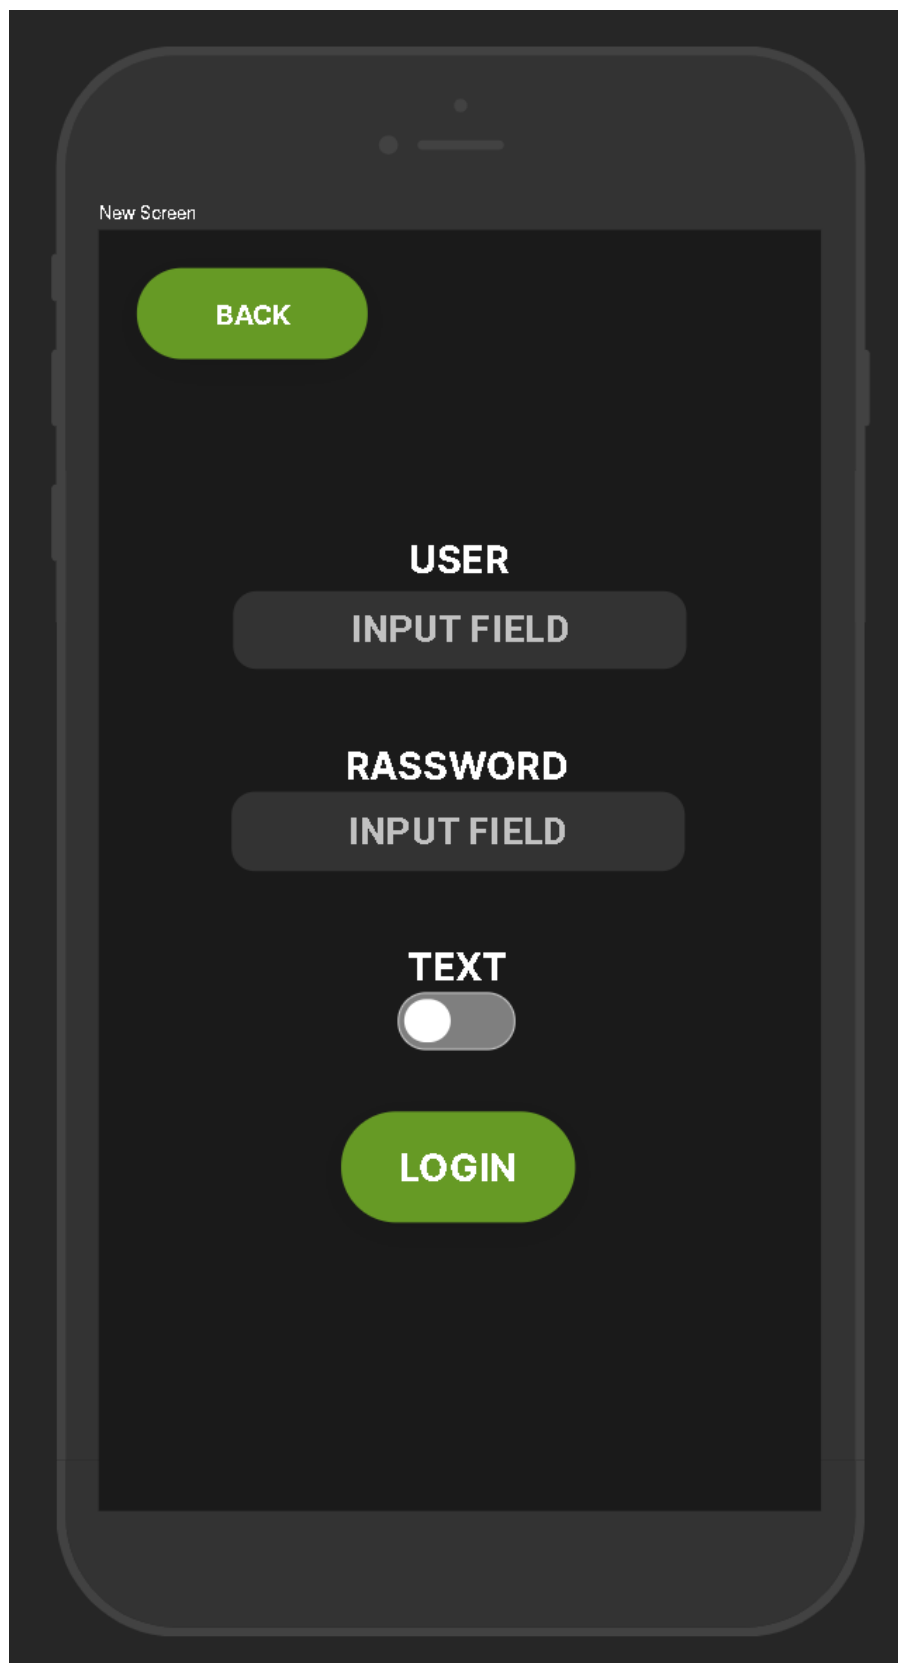 New Screen
BACK
USER
INPUT FIELD
RASSWORD
INPUT FIELD
TEXT
LOGIN